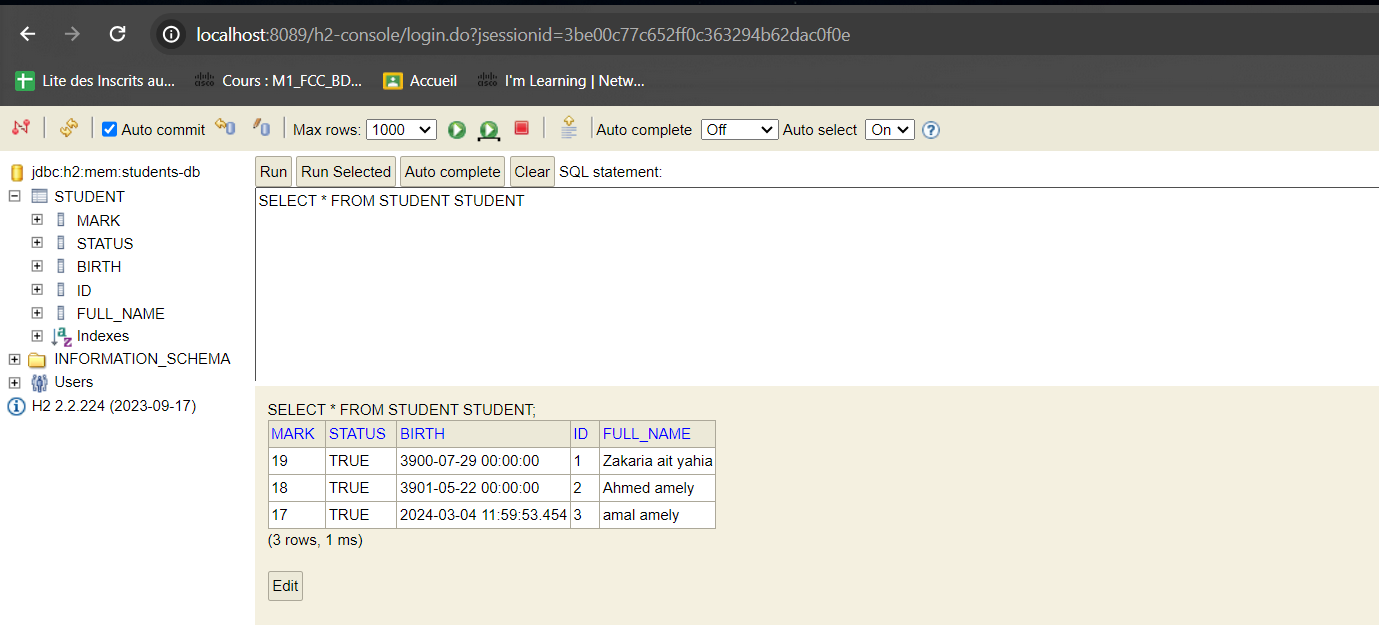 localhost:8089/h2-console/login.do?jsessionid=3be00c77c652ff0c363294b62dac0f0e
Lite des Inscrits au... Cours : M1_FCC_BD... Accueil I'm Learning | Netw...
Auto commit Max rows: 1000 Auto complete Off Auto select On ?
jdbc:h2:mem:students-db
STUDENT
MARK
STATUS
BIRTH
ID
FULL_NAME
Indexes
INFORMATION_SCHEMA
Users
H2 2.2.224 (2023-09-17)
Run Run Selected Auto complete Clear SQL statement:
SELECT * FROM STUDENT STUDENT
SELECT * FROM STUDENT STUDENT;
MARK STATUS BIRTH ID FULL_NAME
19 TRUE 3900-07-29 00:00:00 1 Zakaria ait yahia
18 TRUE 3901-05-22 00:00:00 2 Ahmed amely
17 TRUE 2024-03-04 11:59:53.454 3 amal amely
(3 rows, 1 ms)
Edit